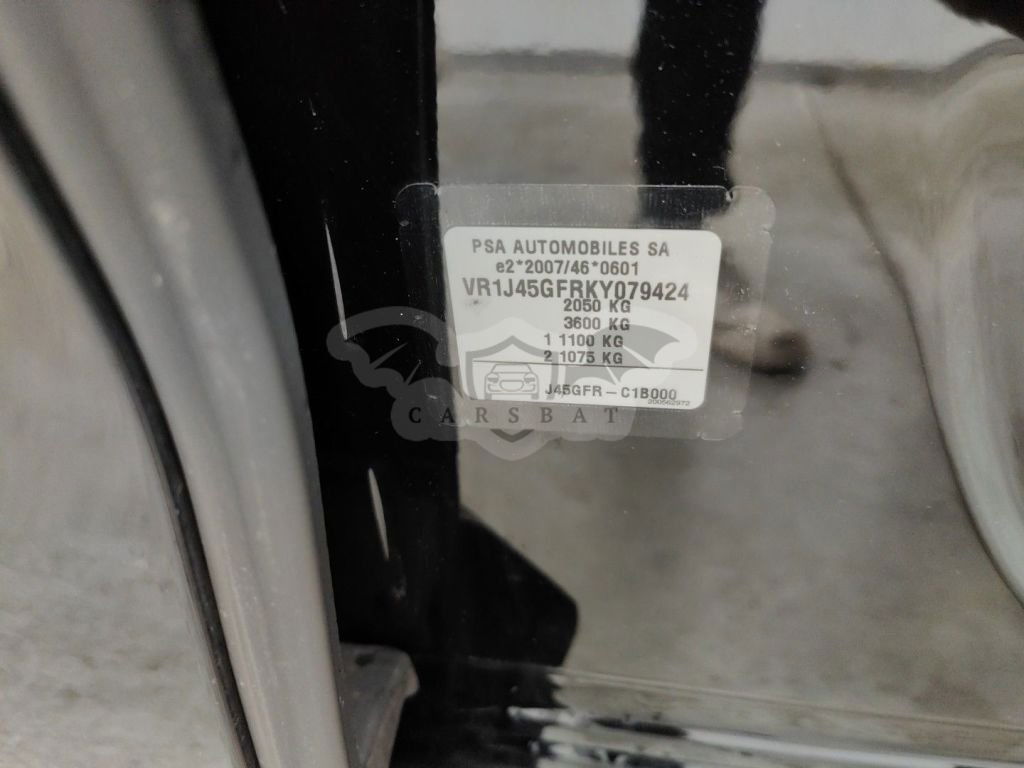 PSA AUTOMOBILES SA
e2*2007/46*0601
VR1J45GFRKY079424
2050 KG
3600 KG
1 1100 KG
2 1075 KG
J45GFR - C1B000
CARSBAT